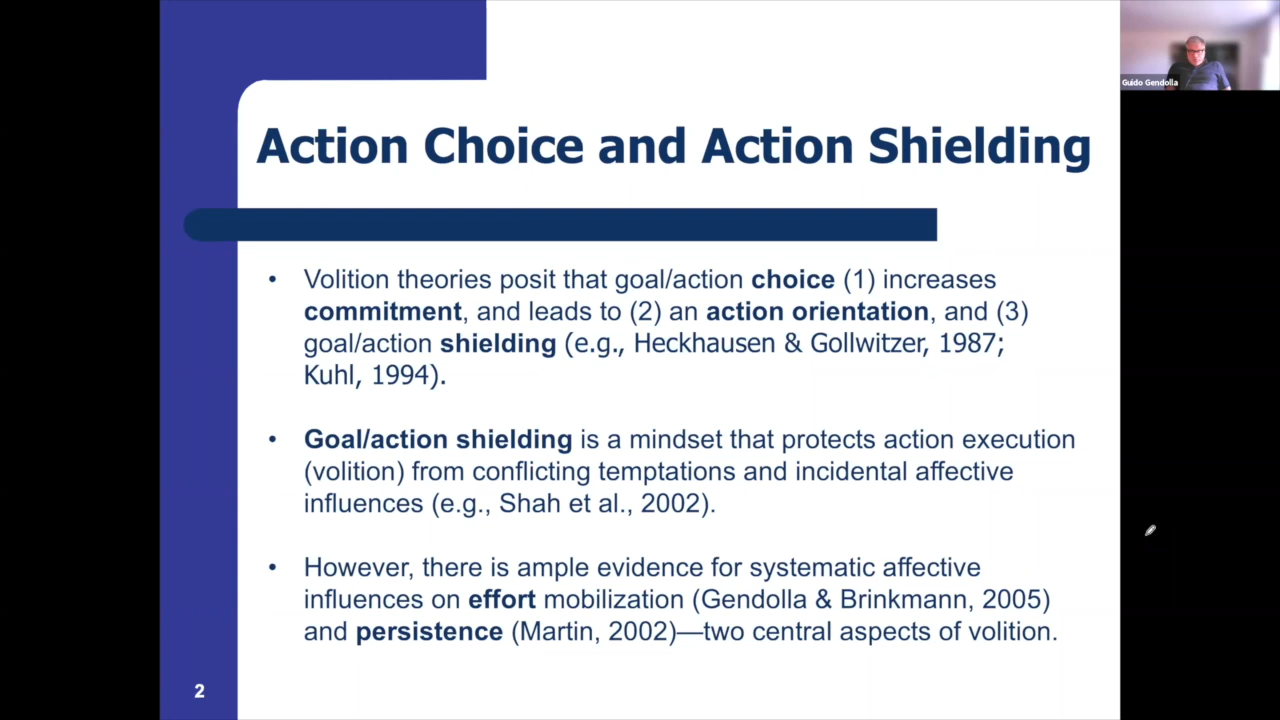 Guido Gendolla
Action Choice and Action Shielding
• Volition theories posit that goal/action choice (1) increases
commitment, and leads to (2) an action orientation, and (3)
goal/action shielding (e.g., Heckhausen & Gollwitzer, 1987;
Kuhl, 1994).
• Goal/action shielding is a mindset that protects action execution
(volition) from conflicting temptations and incidental affective
influences (e.g., Shah et al., 2002).
• However, there is ample evidence for systematic affective
influences on effort mobilization (Gendolla & Brinkmann, 2005)
and persistence (Martin, 2002)—two central aspects of volition.
2